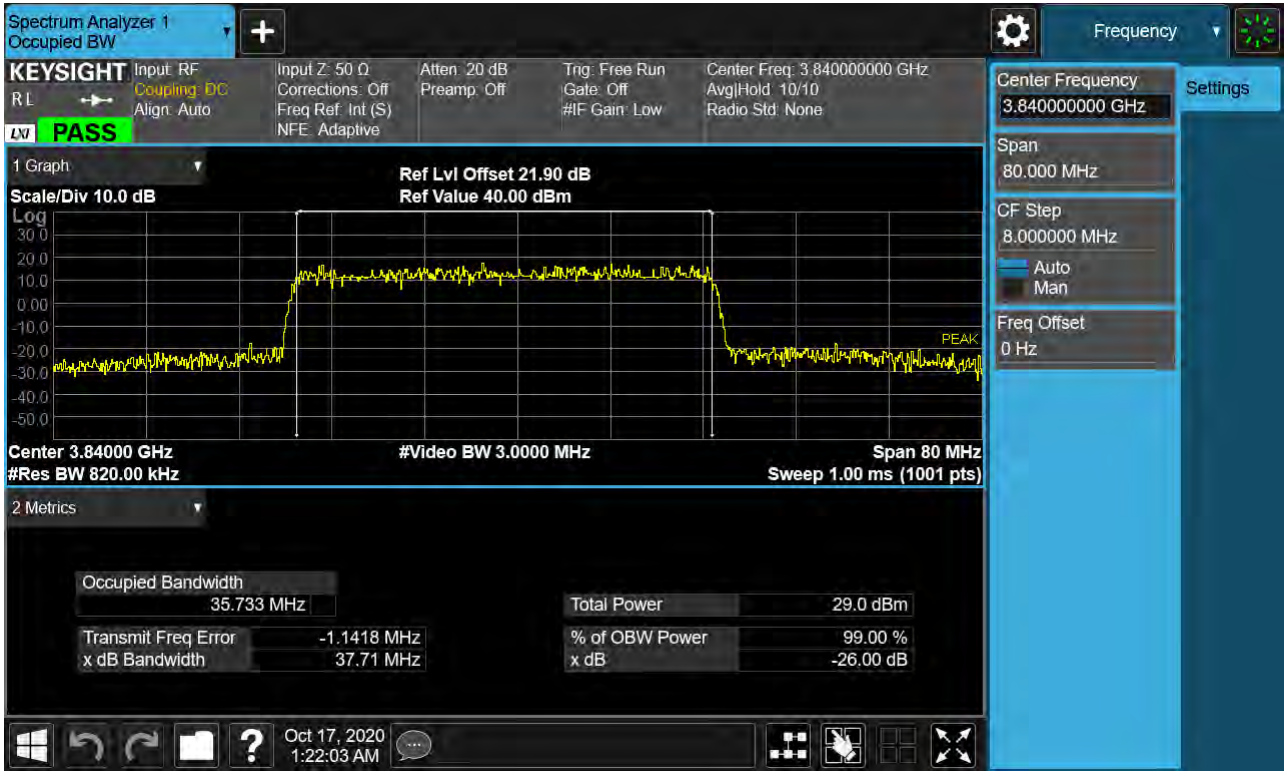 Spectrum Analyzer 1
Occupied BW
Frequency
KEYSIGHT
R L
LXI PASS
Input: RF
Coupling: DC
Align: Auto
Input Z: 50 Ω
Corrections: Off
Freq Ref: Int (S)
NFE: Adaptive
Atten: 20 dB
Preamp: Off
Trig: Free Run
Gate: Off
#IF Gain: Low
Center Freq: 3.840000000 GHz
Avg|Hold: 10/10
Radio Std: None
Center Frequency
3.840000000 GHz
Settings
Span
80.000 MHz
CF Step
8.000000 MHz
Auto
Man
Freq Offset
0 Hz
1 Graph
Scale/Div 10.0 dB
Ref Lvl Offset 21.90 dB
Ref Value 40.00 dBm
Log
30.0
20.0
10.0
0.00
-10.0
-20.0
-30.0
-40.0
-50.0
PEAK
Center 3.84000 GHz
#Video BW 3.0000 MHz
Span 80 MHz
#Res BW 820.00 kHz
Sweep 1.00 ms (1001 pts)
2 Metrics
Occupied Bandwidth
35.733 MHz
Total Power 29.0 dBm
Transmit Freq Error -1.1418 MHz
% of OBW Power 99.00 %
x dB Bandwidth 37.71 MHz
x dB -26.00 dB
?
Oct 17, 2020
1:22:03 AM